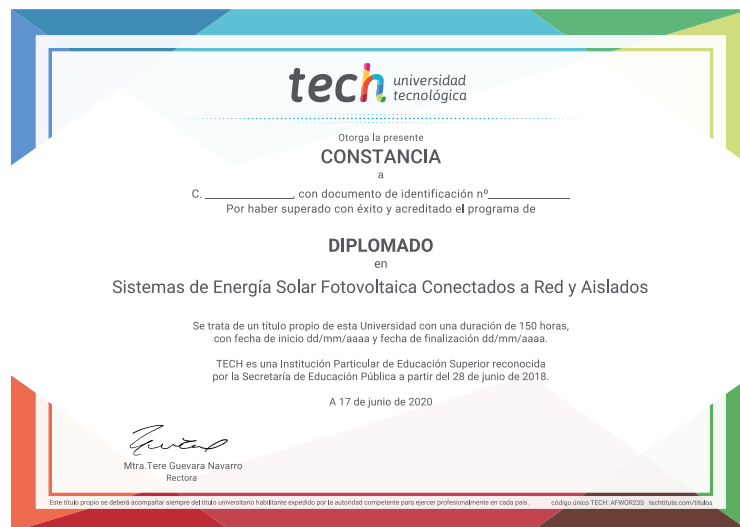 tech universidad
tecnológica
Otorga la presente
CONSTANCIA
a
C. ______________, con documento de identificación nº______________
Por haber superado con éxito y acreditado el programa de
DIPLOMADO
en
Sistemas de Energía Solar Fotovoltaica Conectados a Red y Aislados
Se trata de un título propio de esta Universidad con una duración de 150 horas,
con fecha de inicio dd/mm/aaaa y fecha de finalización dd/mm/aaaa.
TECH es una Institución Particular de Educación Superior reconocida
por la Secretaría de Educación Pública a partir del 28 de junio de 2018.
A 17 de junio de 2020
Mtra.Tere Guevara Navarro
Rectora
Este título propio se deberá acompañar siempre del título universitario habilitante expedido por la autoridad competente para ejercer profesionalmente en cada país. código único TECH: AFWOR23S techtitute.com/titulos